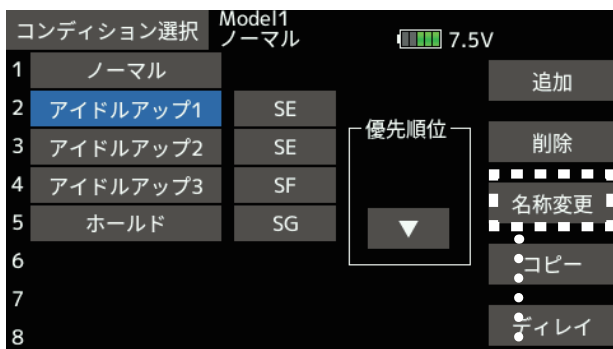 コンディション選択
Model1
ノーマル
7.5V
1 ノーマル
2 アイドルアップ1 SE
3 アイドルアップ2 SE
4 アイドルアップ3 SF
5 ホールド SG
6
7
8
優先順位
▼
追加
削除
名称変更
コピー
ディレイ